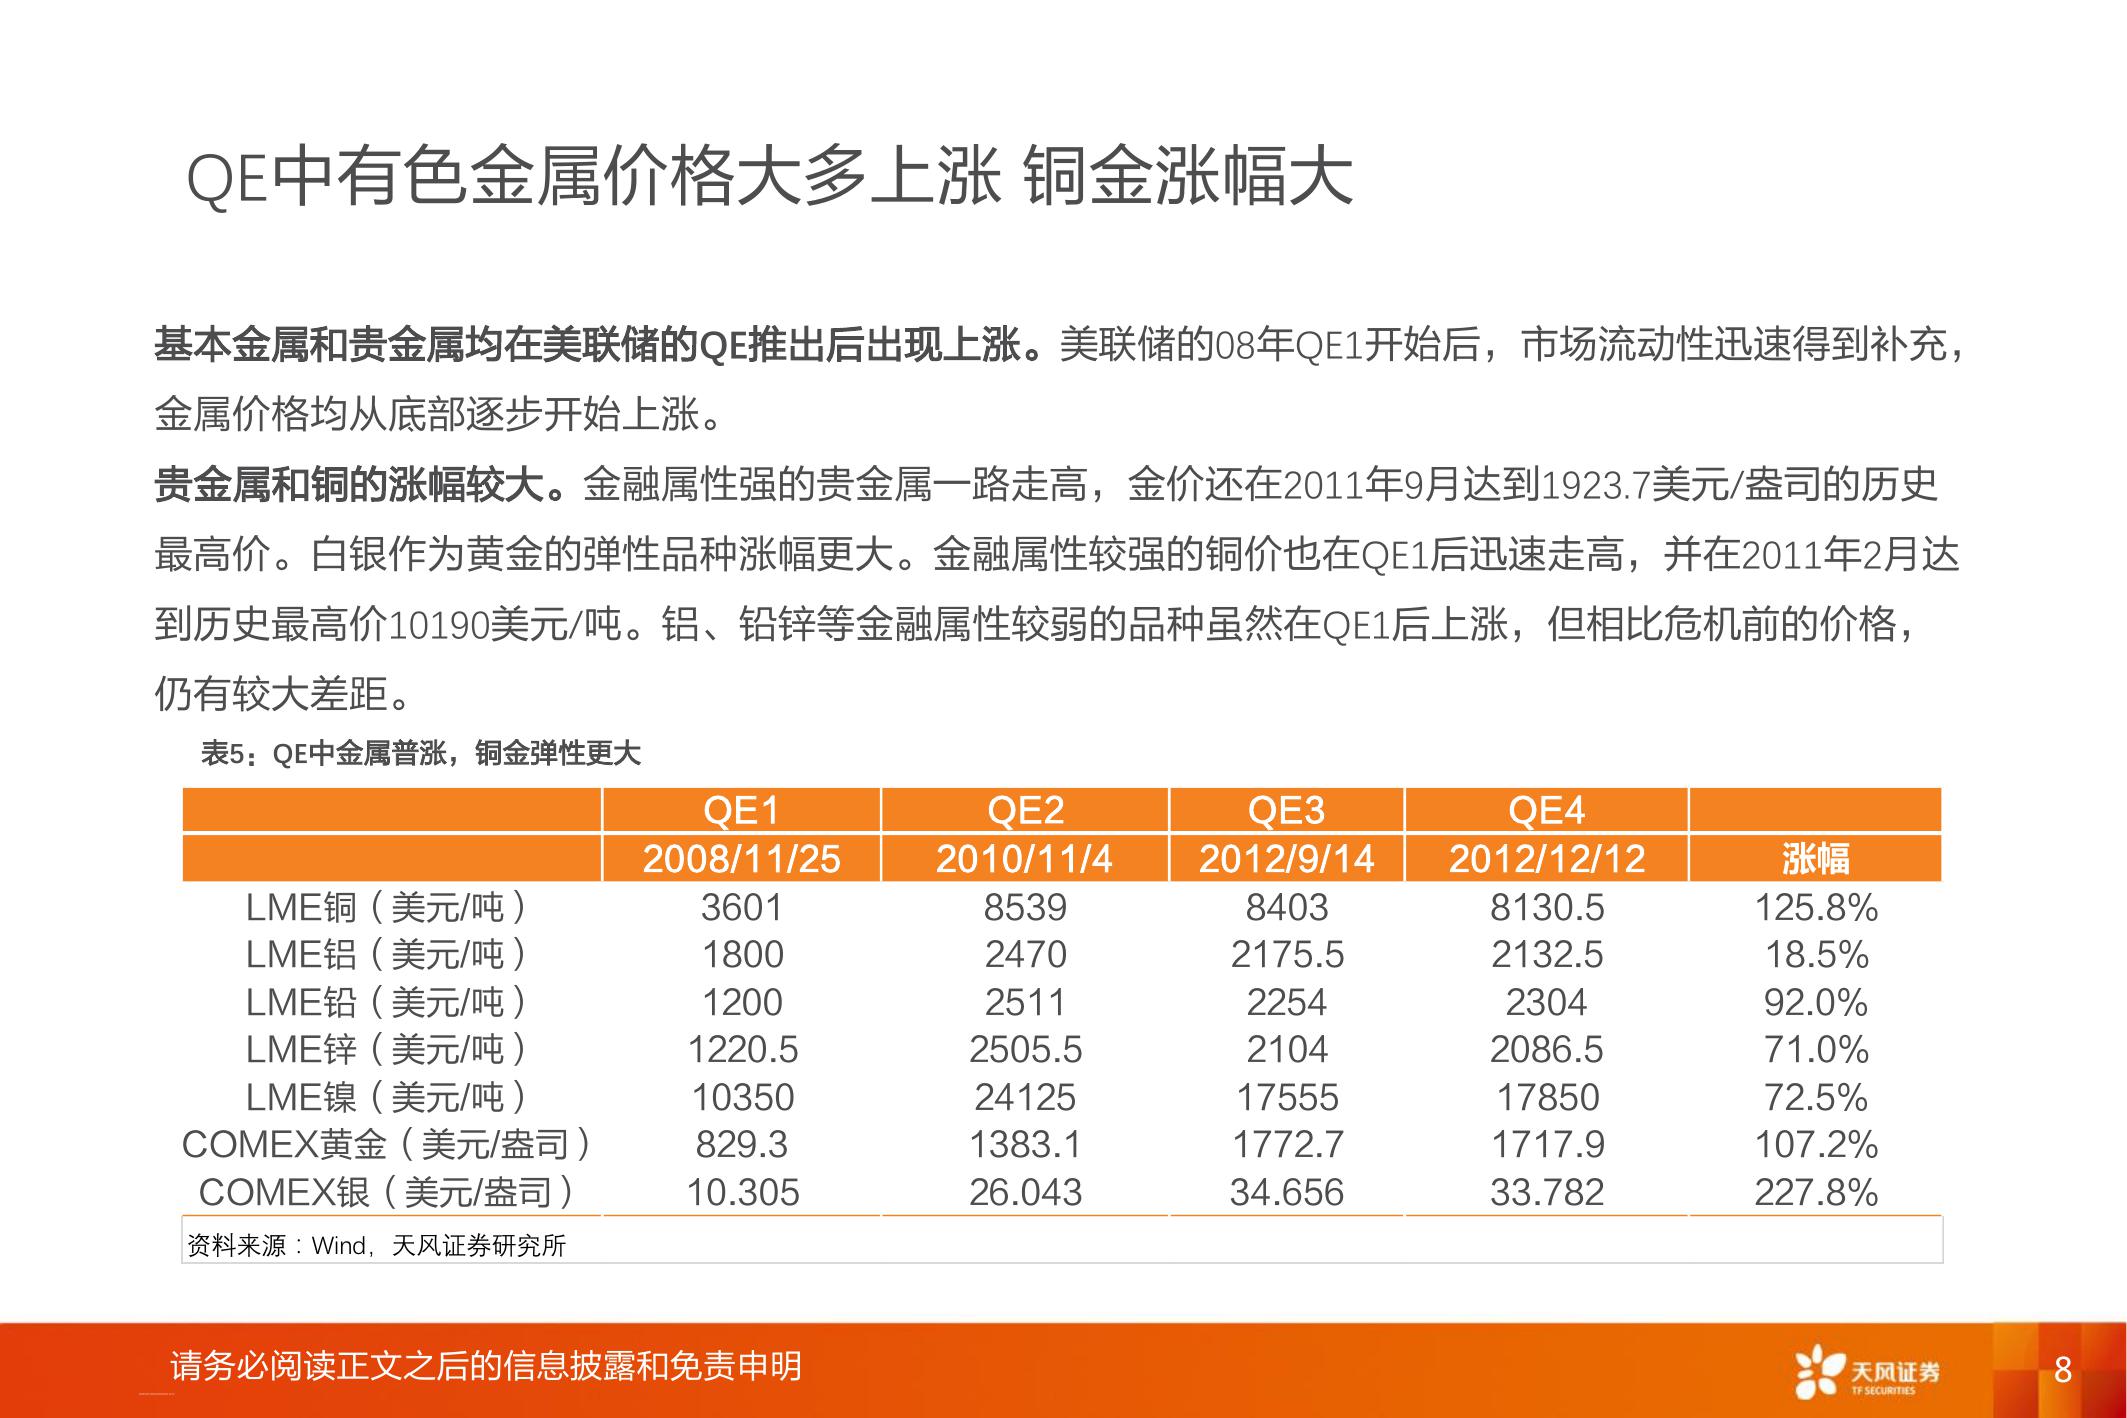 QE中有色金属价格大多上涨 铜金涨幅大
基本金属和贵金属均在美联储的QE推出后出现上涨。美联储的08年QE1开始后，市场流动性迅速得到补充，
金属价格均从底部逐步开始上涨。
贵金属和铜的涨幅较大。金融属性强的贵金属一路走高，金价还在2011年9月达到1923.7美元/盎司的历史
最高价。白银作为黄金的弹性品种涨幅更大。金融属性较强的铜价也在QE1后迅速走高，并在2011年2月达
到历史最高价10190美元/吨。铝、铅锌等金融属性较弱的品种虽然在QE1后上涨，但相比危机前的价格，
仍有较大差距。
表5：QE中金属普涨，铜金弹性更大
QE1 QE2 QE3 QE4
2008/11/25 2010/11/4 2012/9/14 2012/12/12 涨幅
LME铜（美元/吨） 3601 8539 8403 8130.5 125.8%
LME铝（美元/吨） 1800 2470 2175.5 2132.5 18.5%
LME铅（美元/吨） 1200 2511 2254 2304 92.0%
LME锌（美元/吨） 1220.5 2505.5 2104 2086.5 71.0%
LME镍（美元/吨） 10350 24125 17555 17850 72.5%
COMEX黄金（美元/盎司） 829.3 1383.1 1772.7 1717.9 107.2%
COMEX银（美元/盎司） 10.305 26.043 34.656 33.782 227.8%
资料来源：Wind，天风证券研究所
请务必阅读正文之后的信息披露和免责申明
天风证券
TF SECURITIES
8